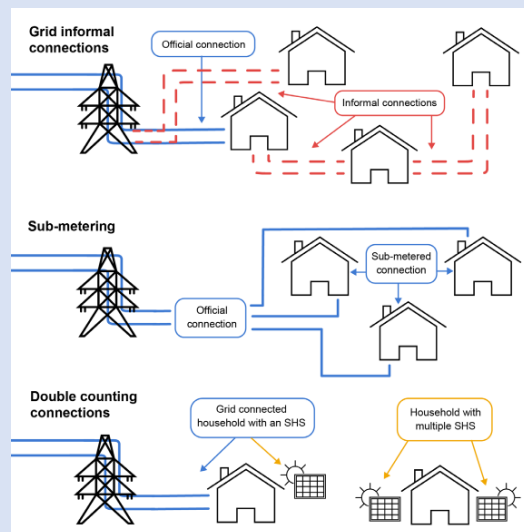 Grid informal
connections
Official connection
Informal connections
Sub-metering
Sub-metered
connection
Official
connection
Double counting
connections
Grid connected
household with an SHS
Household with
multiple SHS